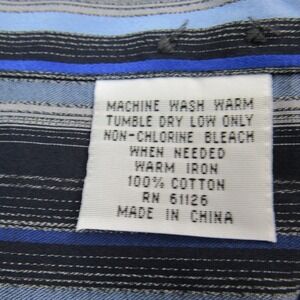 MACHINE WASH WARM
TUMBLE DRY LOW ONLY
NON-CHLORINE BLEACH
WHEN NEEDED
WARM IRON
100% COTTON
RN 61126
MADE IN CHINA